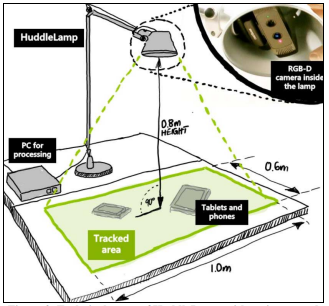 HuddleLamp
RGB-D
camera inside
the lamp
0.8m
HEIGHT
PC for
processing
0.6m
90°
Tablets and
phones
Tracked
area
1.0m